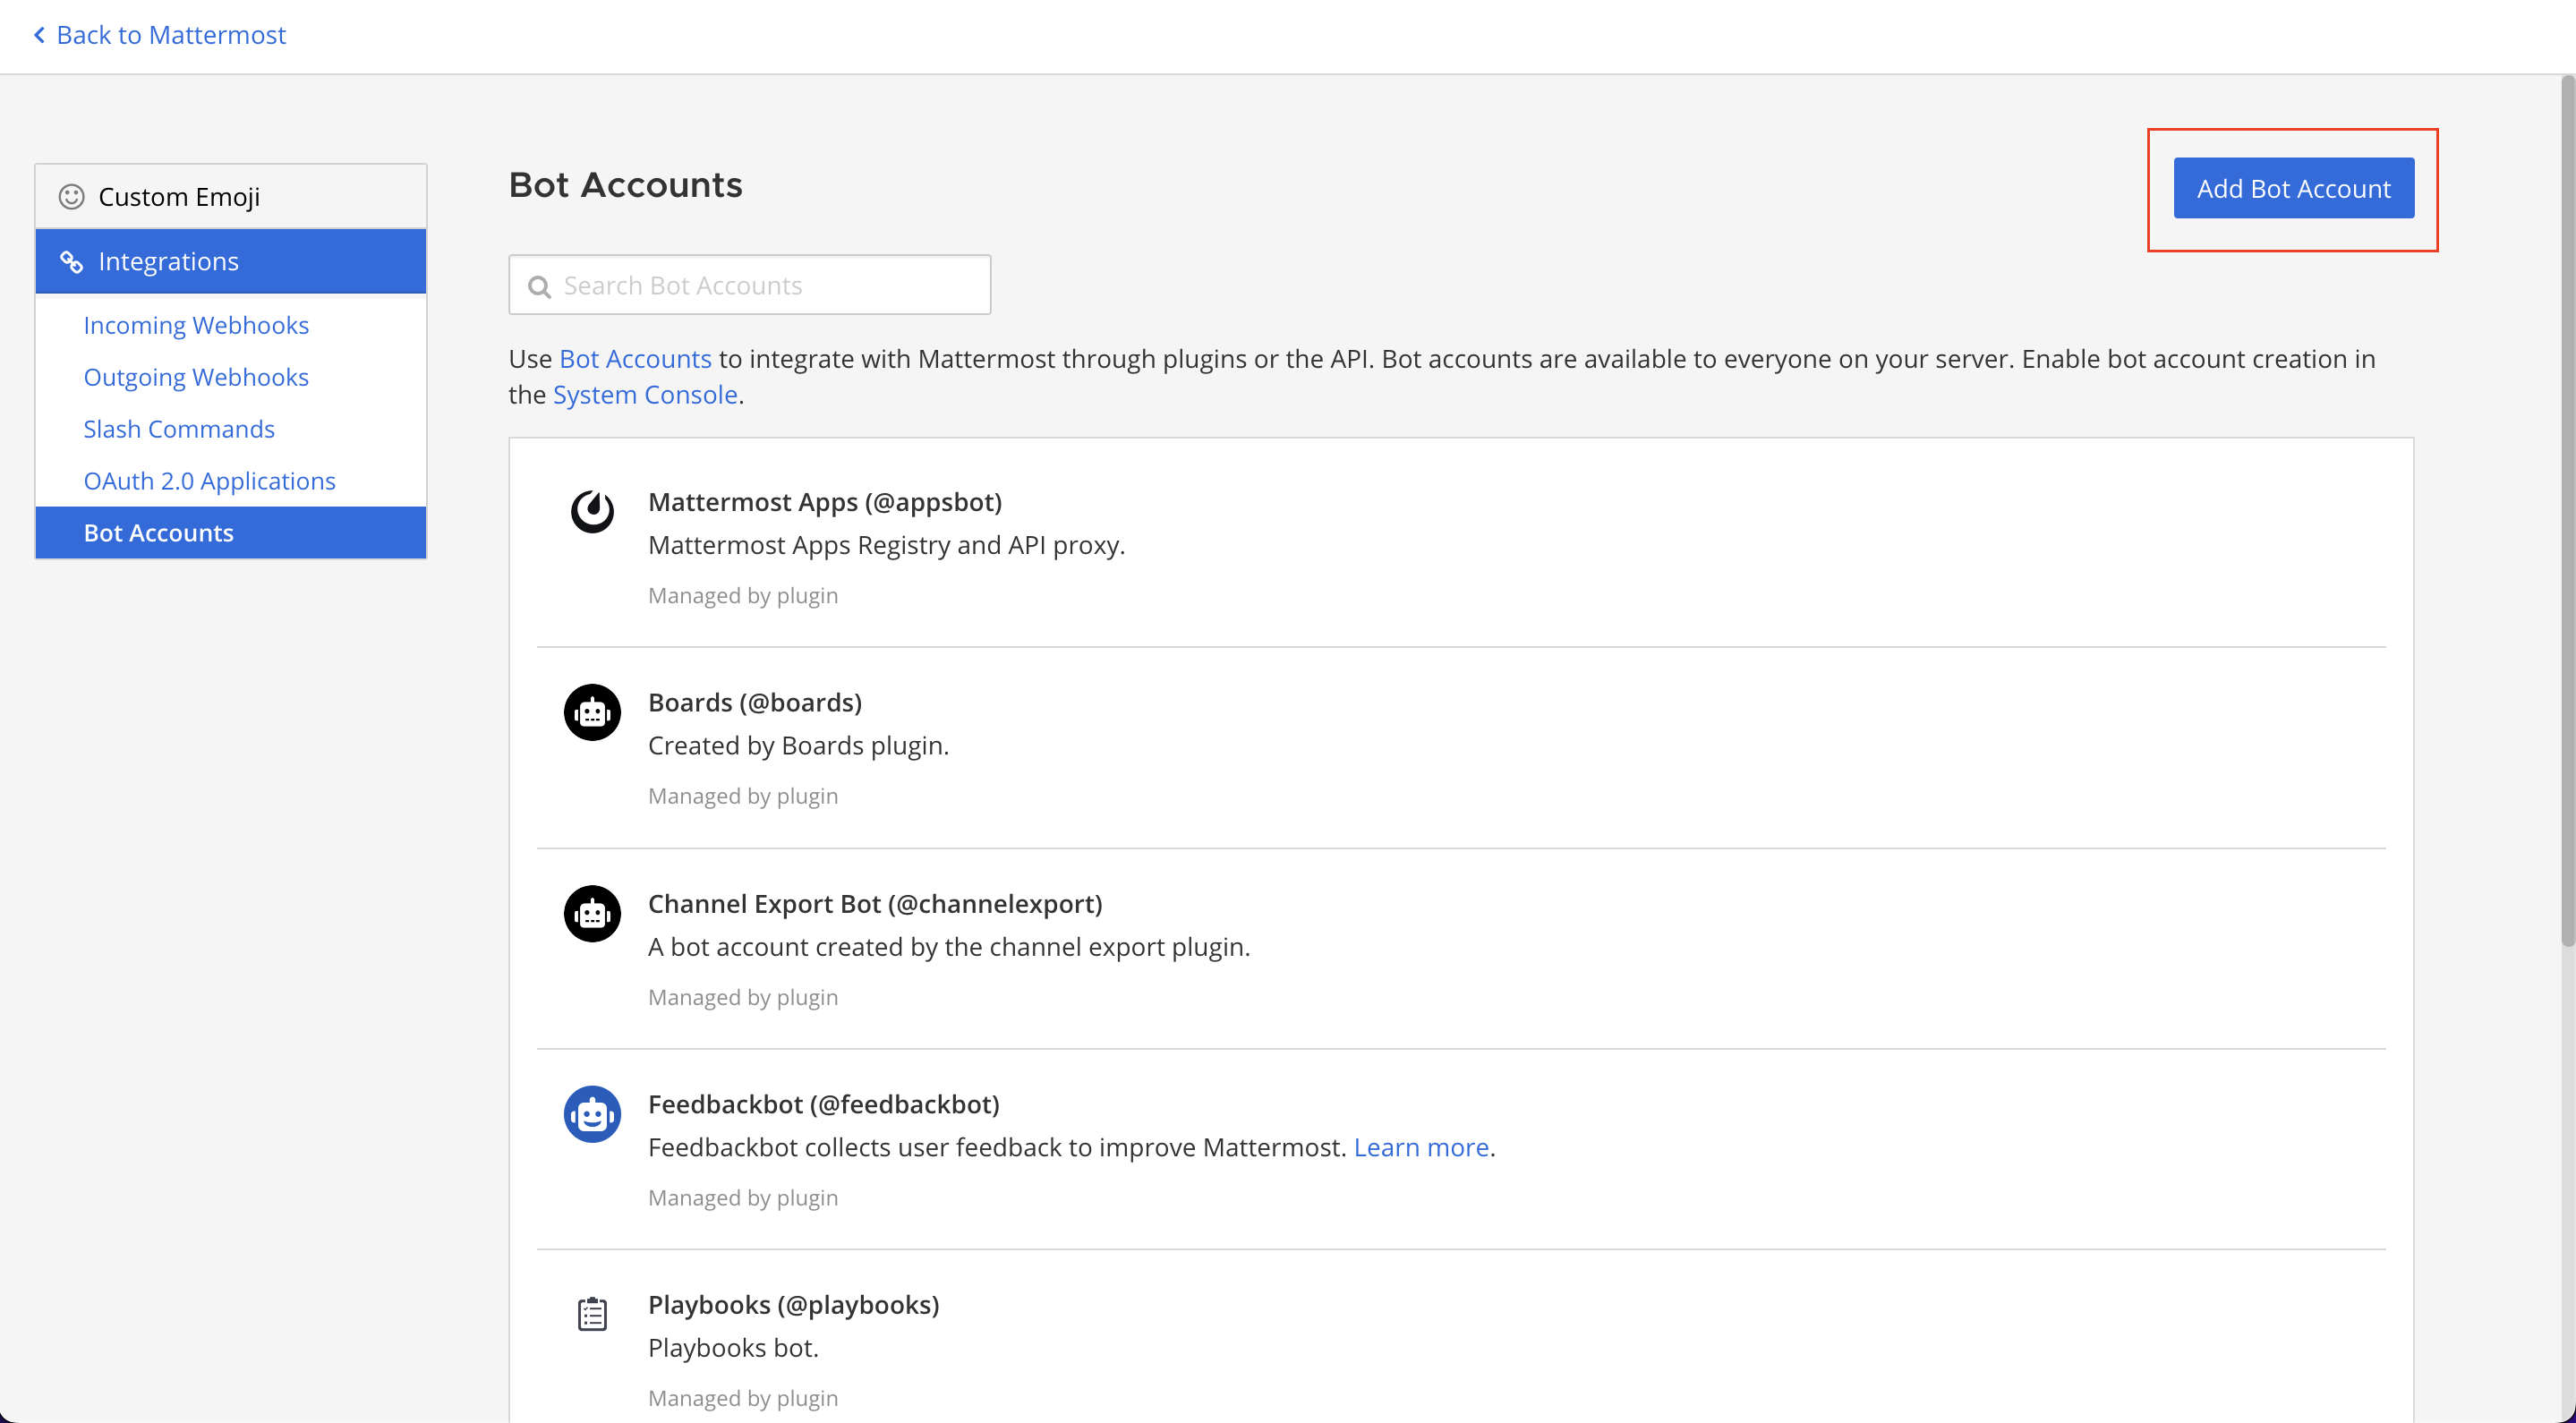 Back to Mattermost
Custom Emoji
Integrations
Incoming Webhooks
Outgoing Webhooks
Slash Commands
OAuth 2.0 Applications
Bot Accounts
Bot Accounts
Add Bot Account
Search Bot Accounts
Use Bot Accounts to integrate with Mattermost through plugins or the API. Bot accounts are available to everyone on your server. Enable bot account creation in
the System Console.
Mattermost Apps (@appsbot)
Mattermost Apps Registry and API proxy.
Managed by plugin
Boards (@boards)
Created by Boards plugin.
Managed by plugin
Channel Export Bot (@channelexport)
A bot account created by the channel export plugin.
Managed by plugin
Feedbackbot (@feedbackbot)
Feedbackbot collects user feedback to improve Mattermost. Learn more.
Managed by plugin
Playbooks (@playbooks)
Playbooks bot.
Managed by plugin